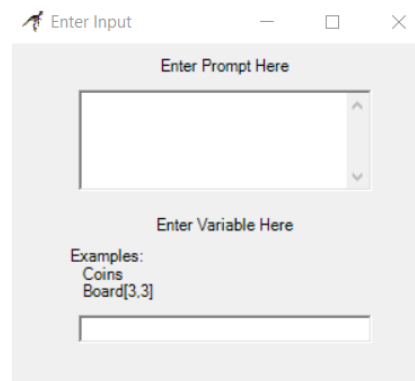 Enter Input
Enter Prompt Here
Enter Variable Here
Examples:
Coins
Board[3,3]